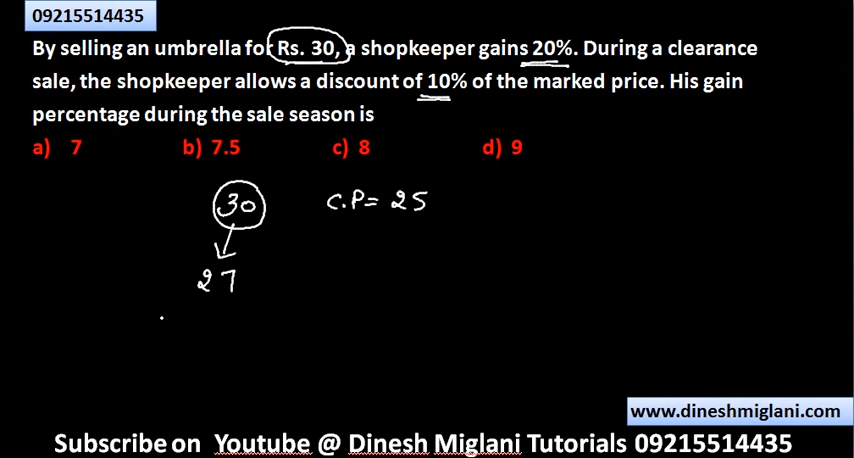 09215514435
By selling an umbrella for Rs. 30, a shopkeeper gains 20%. During a clearance
sale, the shopkeeper allows a discount of 10% of the marked price. His gain
percentage during the sale season is
a) 7 b) 7.5 c) 8 d) 9
30 C.P= 25
27
www.dineshmiglani.com
Subscribe on Youtube @ Dinesh Miglani Tutorials 09215514435